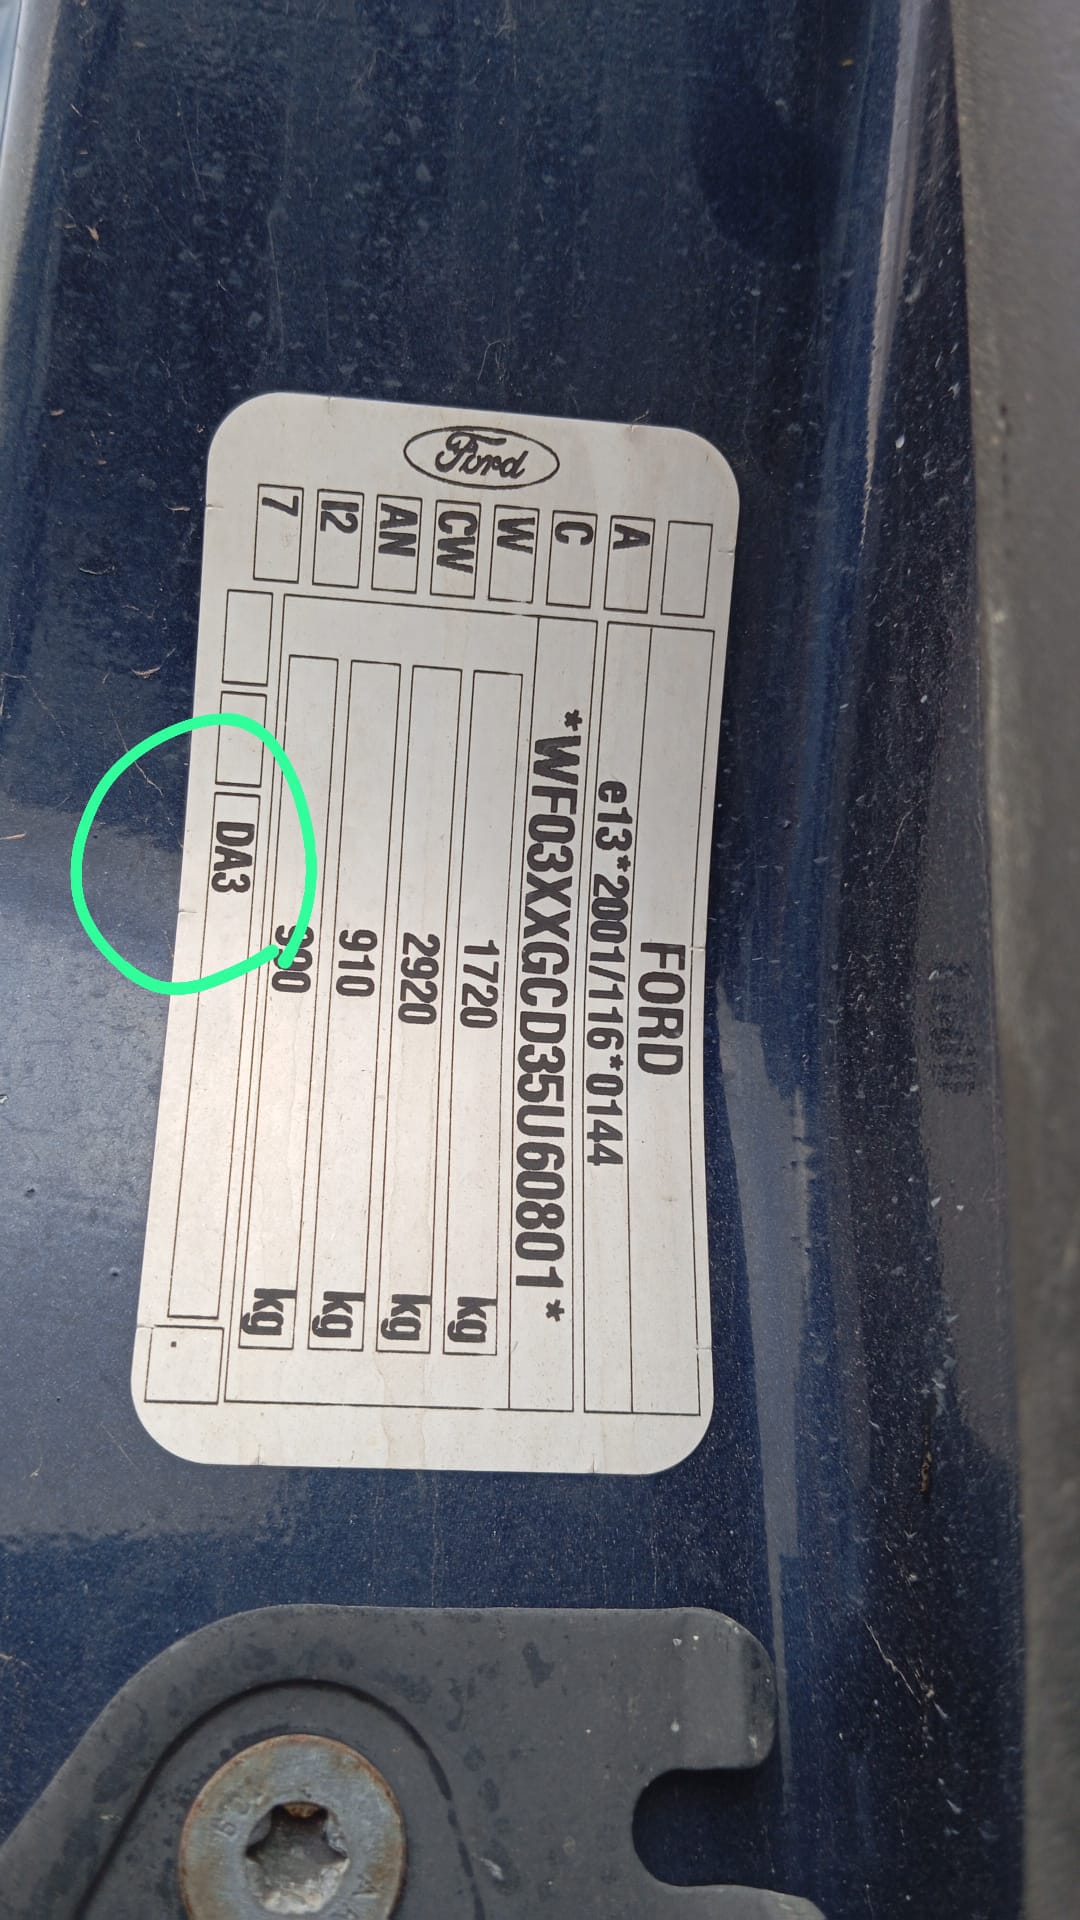 Ford
FORD
A e13*2001/116*0144
C *WF03XXGCD35U60801*
W 1720 kg
CW 2920 kg
AN 910 kg
I2 kg
7
DA3